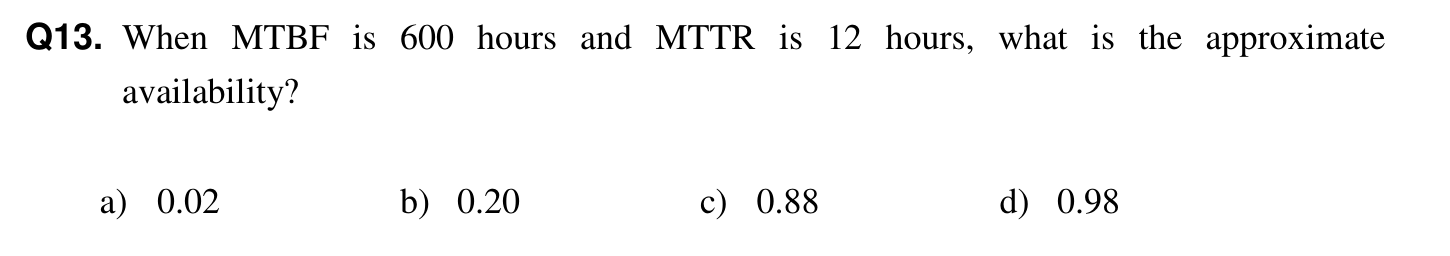 Q13. When MTBF is 600 hours and MTTR is 12 hours, what is the approximate
availability?
a) 0.02 b) 0.20 c) 0.88 d) 0.98